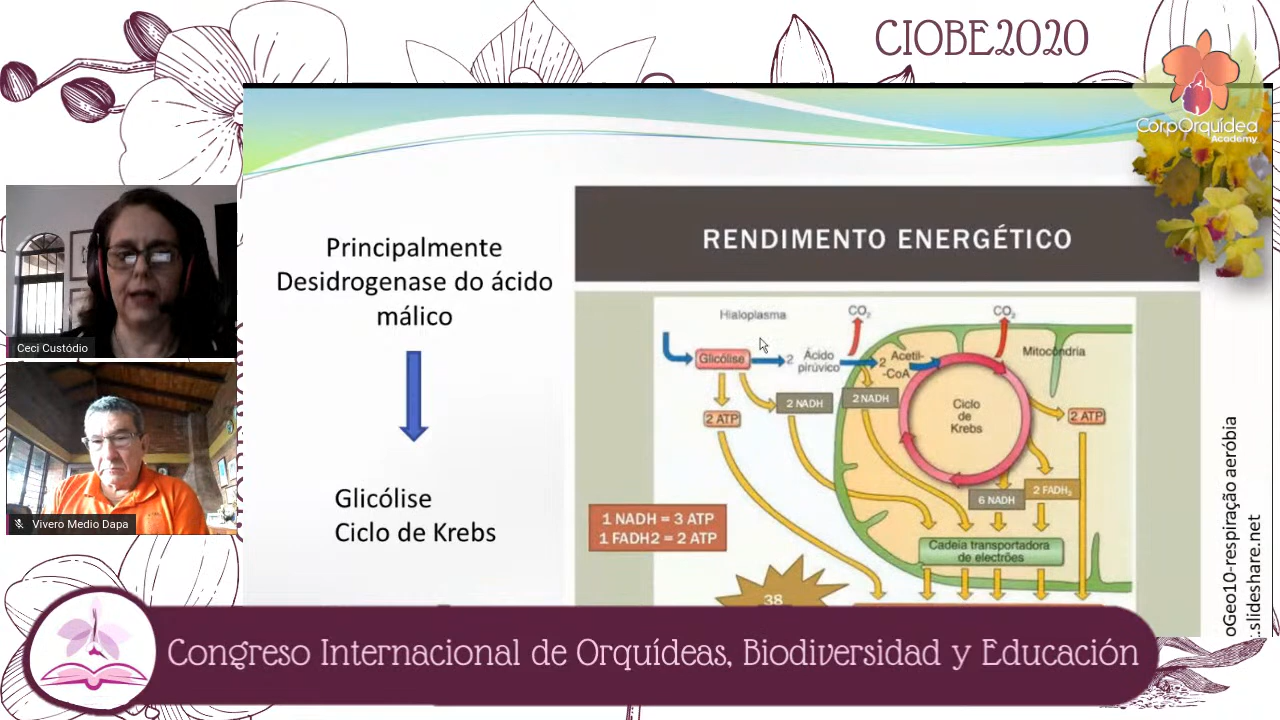 CIOBE2020
CorpOrquídea
Academy
Ceci Custódio
Vivero Medio Dapa
Principalmente
Desidrogenase do ácido
málico
Glicólise
Ciclo de Krebs
RENDIMENTO ENERGÉTICO
Hialoplasma
CO₂
CO₂
Glicólise
2 Ácido
pirúvico
2 Acetil-
-CoA
Mitocôndria
2 NADH
2 NADH
2 ATP
Ciclo
de
Krebs
2 ATP
6 NADH
2 FADH₂
1 NADH = 3 ATP
1 FADH2 = 2 ATP
Cadeia transportadora
de electrões
38
oGeo10-respiração aeróbia
.slideshare.net
Congreso Internacional de Orquídeas, Biodiversidad y Educación